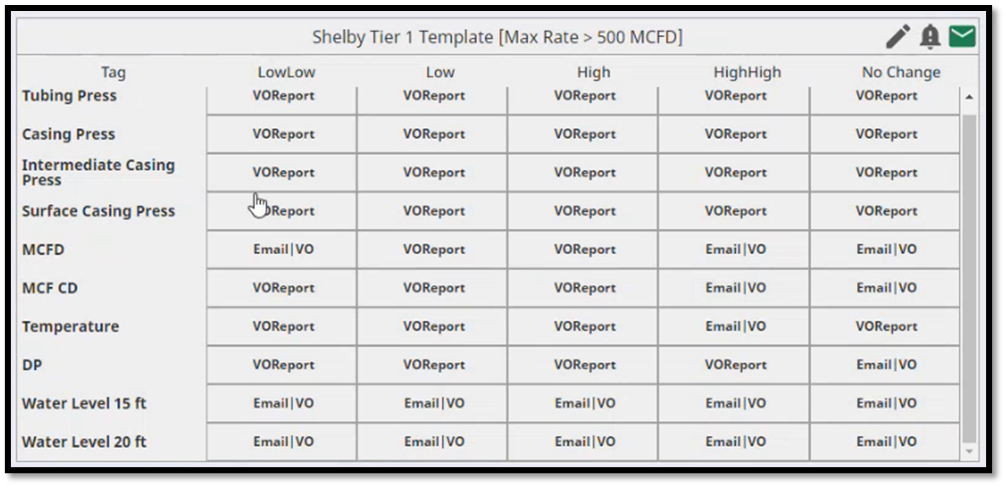 Shelby Tier 1 Template [Max Rate > 500 MCFD]
Tag LowLow Low High HighHigh No Change
Tubing Press VOReport VOReport VOReport VOReport VOReport
Casing Press VOReport VOReport VOReport VOReport VOReport
Intermediate Casing
Press VOReport VOReport VOReport VOReport VOReport
Surface Casing Press Report VOReport VOReport VOReport VOReport
MCFD Email|VO VOReport VOReport Email|VO Email|VO
MCF CD VOReport VOReport VOReport Email|VO Email|VO
Temperature VOReport VOReport VOReport Email|VO VOReport
DP VOReport VOReport VOReport VOReport Email|VO
Water Level 15 ft Email|VO Email|VO Email|VO Email|VO Email|VO
Water Level 20 ft Email|VO Email|VO Email|VO Email|VO Email|VO